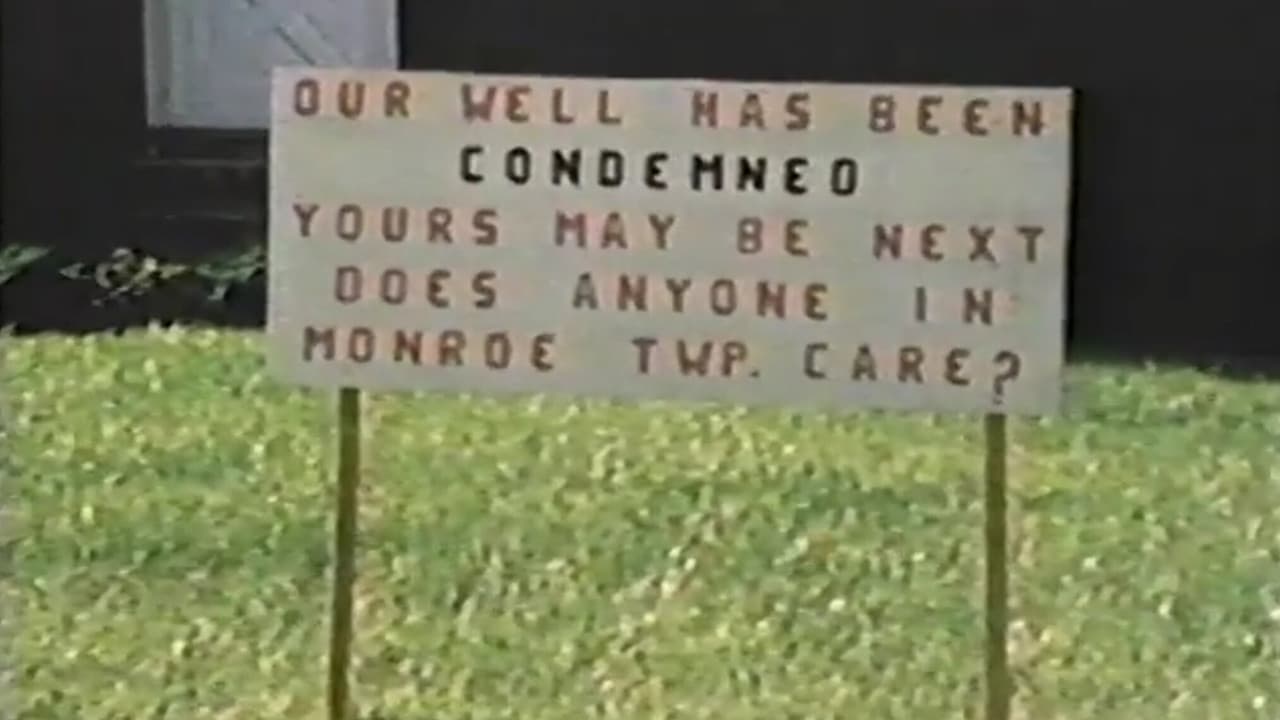 OUR WELL HAS BEEN
CONDEMNED
YOURS MAY BE NEXT
DOES ANYONE IN
MONROE TWP. CARE?